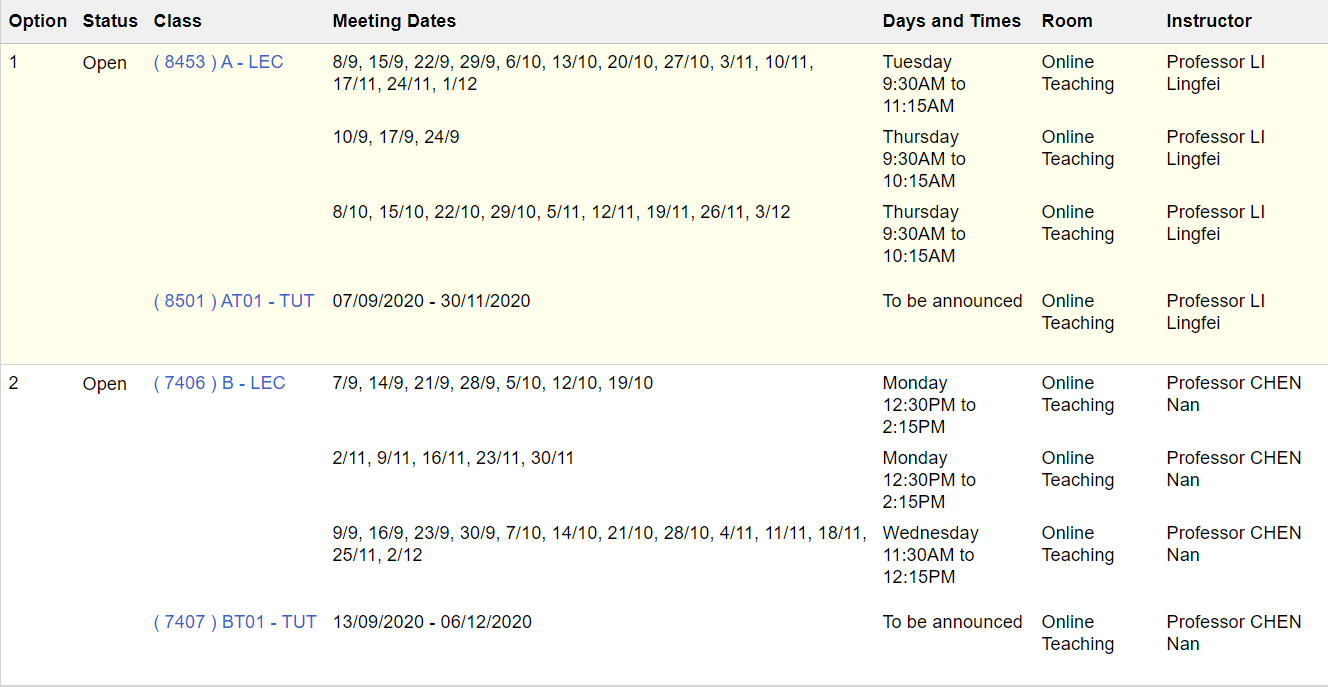 Option Status Class Meeting Dates Days and Times Room Instructor
1 Open ( 8453 ) A - LEC 8/9, 15/9, 22/9, 29/9, 6/10, 13/10, 20/10, 27/10, 3/11, 10/11, Tuesday Online Professor LI
17/11, 24/11, 1/12 9:30AM to Teaching Lingfei
11:15AM
10/9, 17/9, 24/9 Thursday Online Professor LI
9:30AM to Teaching Lingfei
10:15AM
8/10, 15/10, 22/10, 29/10, 5/11, 12/11, 19/11, 26/11, 3/12 Thursday Online Professor LI
9:30AM to Teaching Lingfei
10:15AM
( 8501 ) AT01 - TUT 07/09/2020 - 30/11/2020 To be announced Online Professor LI
Teaching Lingfei
2 Open ( 7406 ) B - LEC 7/9, 14/9, 21/9, 28/9, 5/10, 12/10, 19/10 Monday Online Professor CHEN
12:30PM to Teaching Nan
2:15PM
2/11, 9/11, 16/11, 23/11, 30/11 Monday Online Professor CHEN
12:30PM to Teaching Nan
2:15PM
9/9, 16/9, 23/9, 30/9, 7/10, 14/10, 21/10, 28/10, 4/11, 11/11, 18/11, Wednesday Online Professor CHEN
25/11, 2/12 11:30AM to Teaching Nan
12:15PM
( 7407 ) BT01 - TUT 13/09/2020 - 06/12/2020 To be announced Online Professor CHEN
Teaching Nan